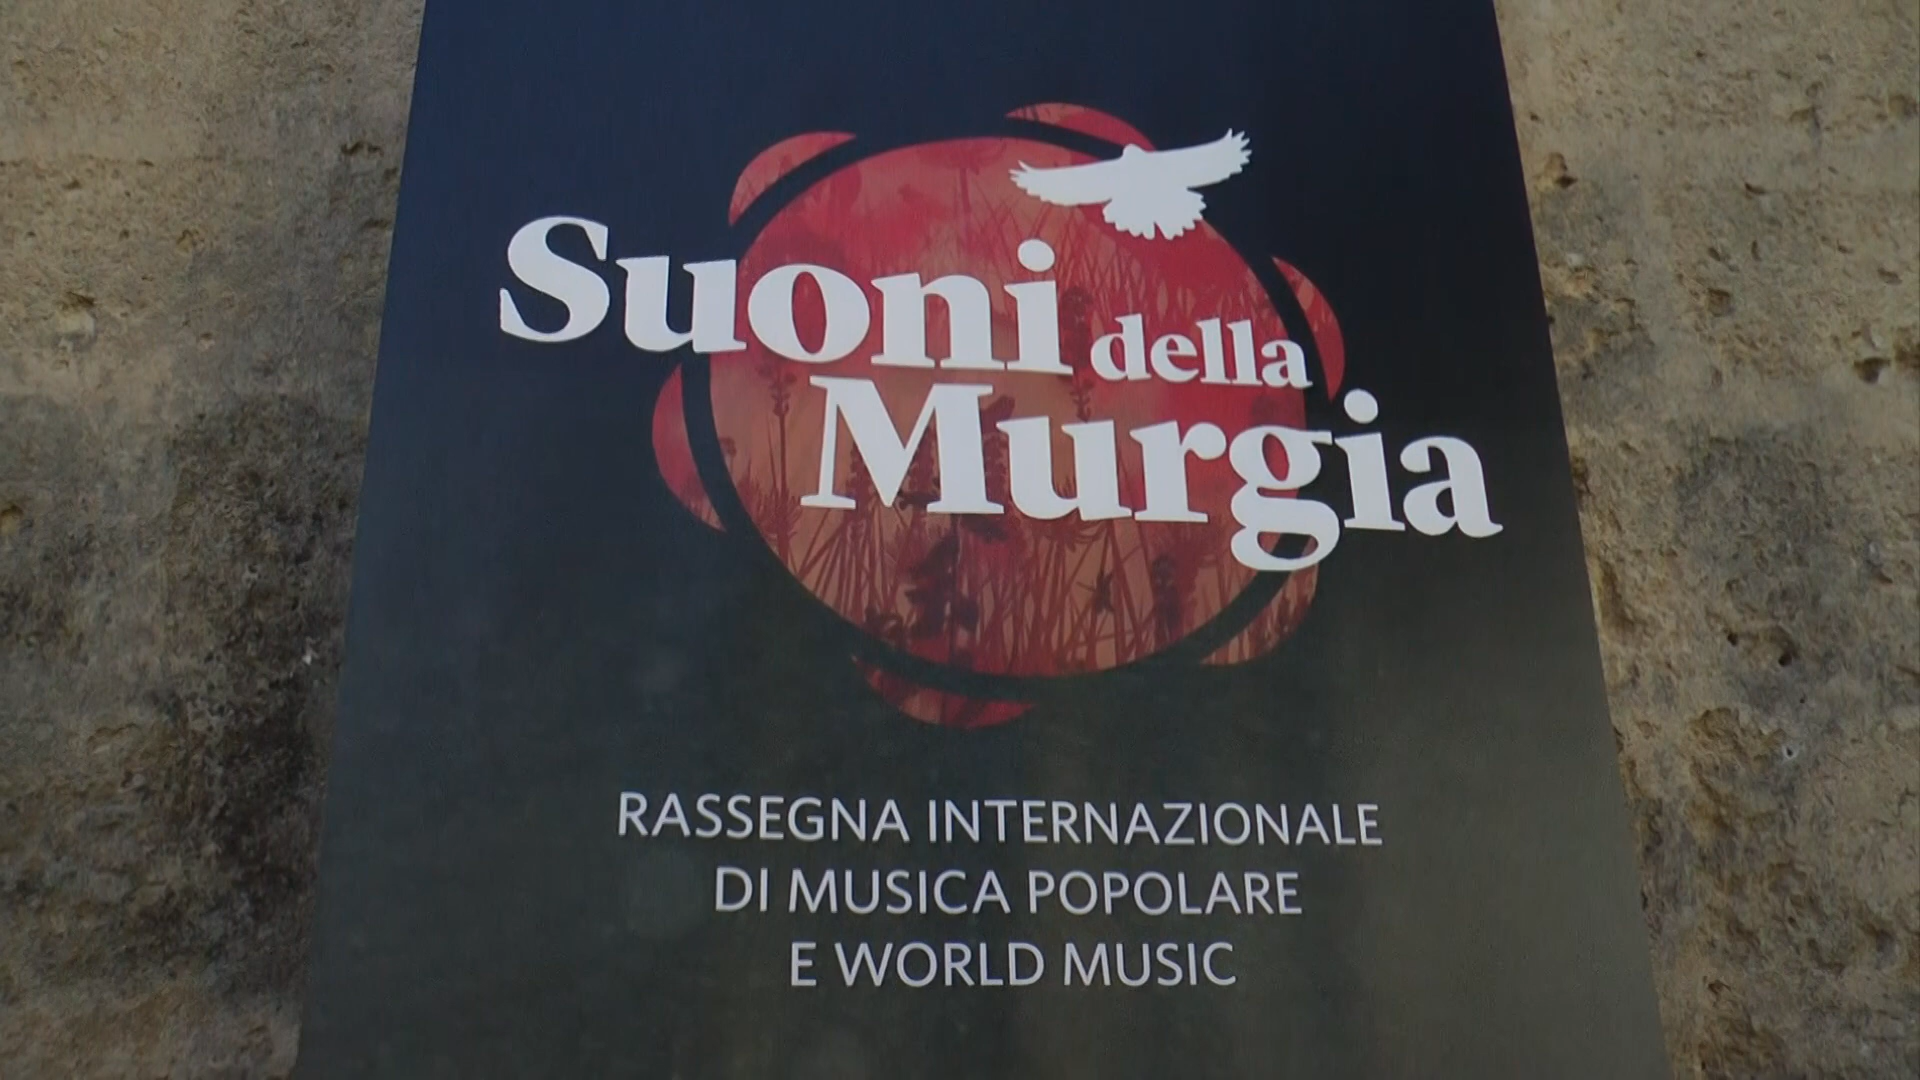 Suoni della
Murgia
RASSEGNA INTERNAZIONALE
DI MUSICA POPOLARE
E WORLD MUSIC